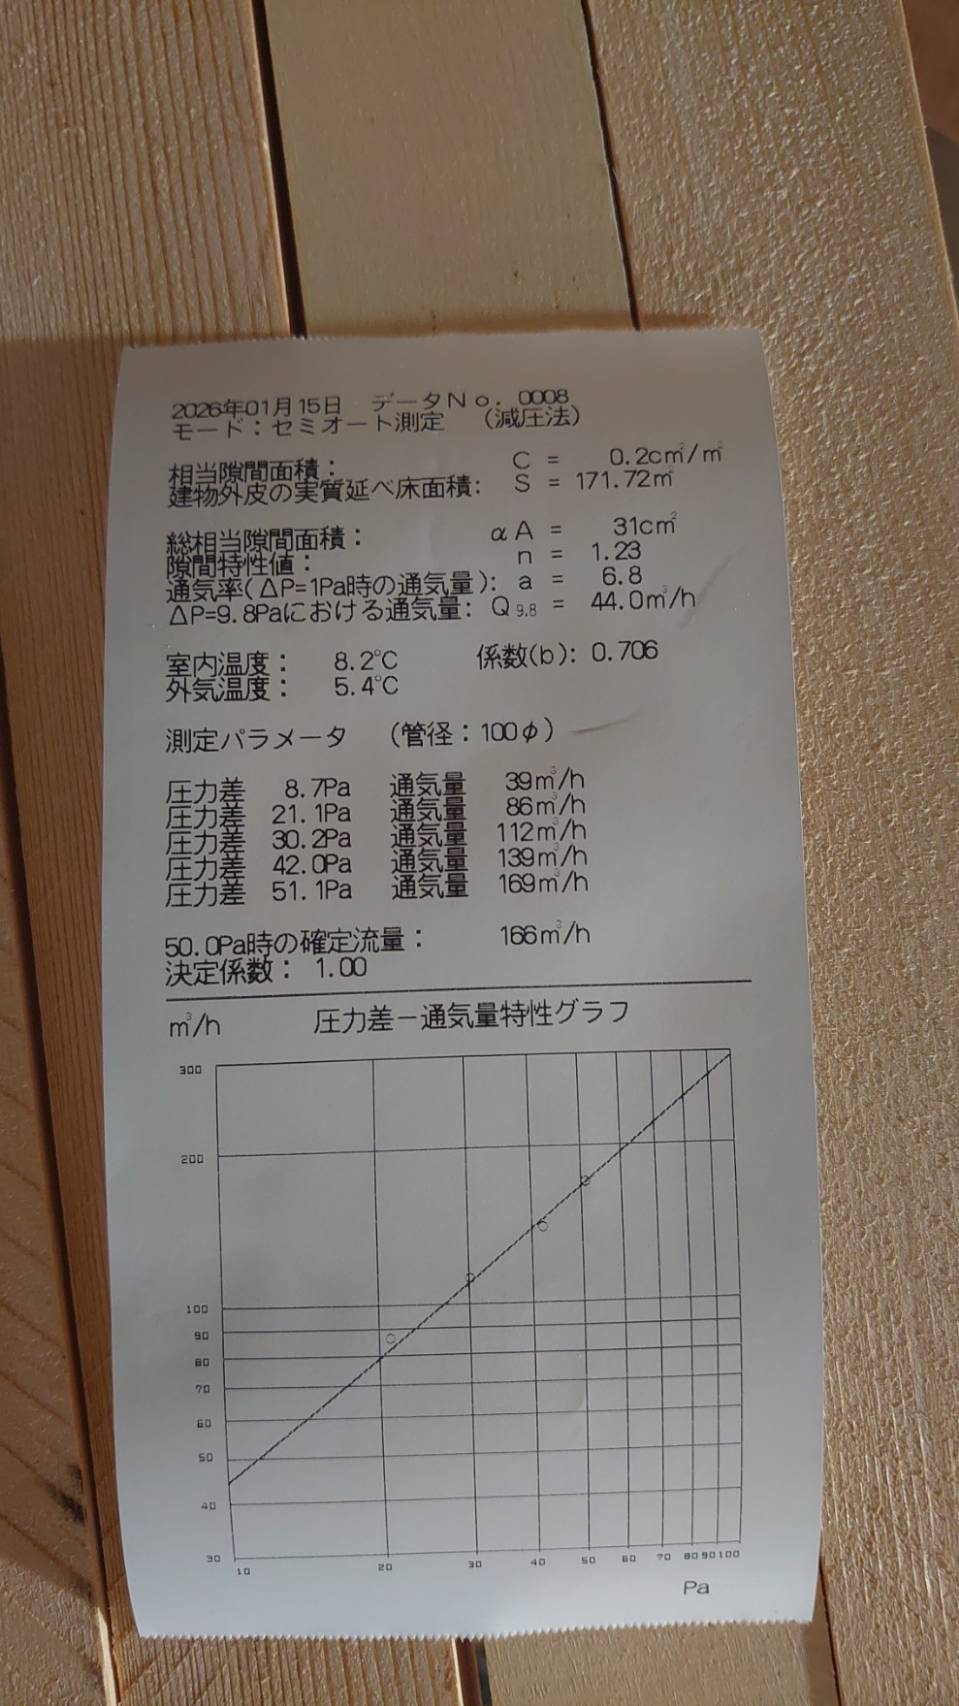 2026年01月15日 データNo. 0008
モード：セミオート測定 （減圧法）
相当隙間面積： C = 0.2cm²/m²
建物外皮の実質延べ床面積： S = 171.72m²
総相当隙間面積： αA = 31cm²
隙間特性値： n = 1.23
通気率(ΔP=1Pa時の通気量)： a = 6.8
ΔP=9.8Paにおける通気量： Q9.8 = 44.0m³/h
室内温度： 8.2℃ 係数(b)： 0.706
外気温度： 5.4℃
測定パラメータ （管径：100φ）
圧力差 8.7Pa 通気量 39m³/h
圧力差 21.1Pa 通気量 86m³/h
圧力差 30.2Pa 通気量 112m³/h
圧力差 42.0Pa 通気量 139m³/h
圧力差 51.1Pa 通気量 169m³/h
50.0Pa時の確定流量： 166m³/h
決定係数： 1.00
m³/h 圧力差－通気量特性グラフ
300
200
100
90
80
70
60
50
40
30
10 20 30 40 50 60 70 80 90 100
Pa